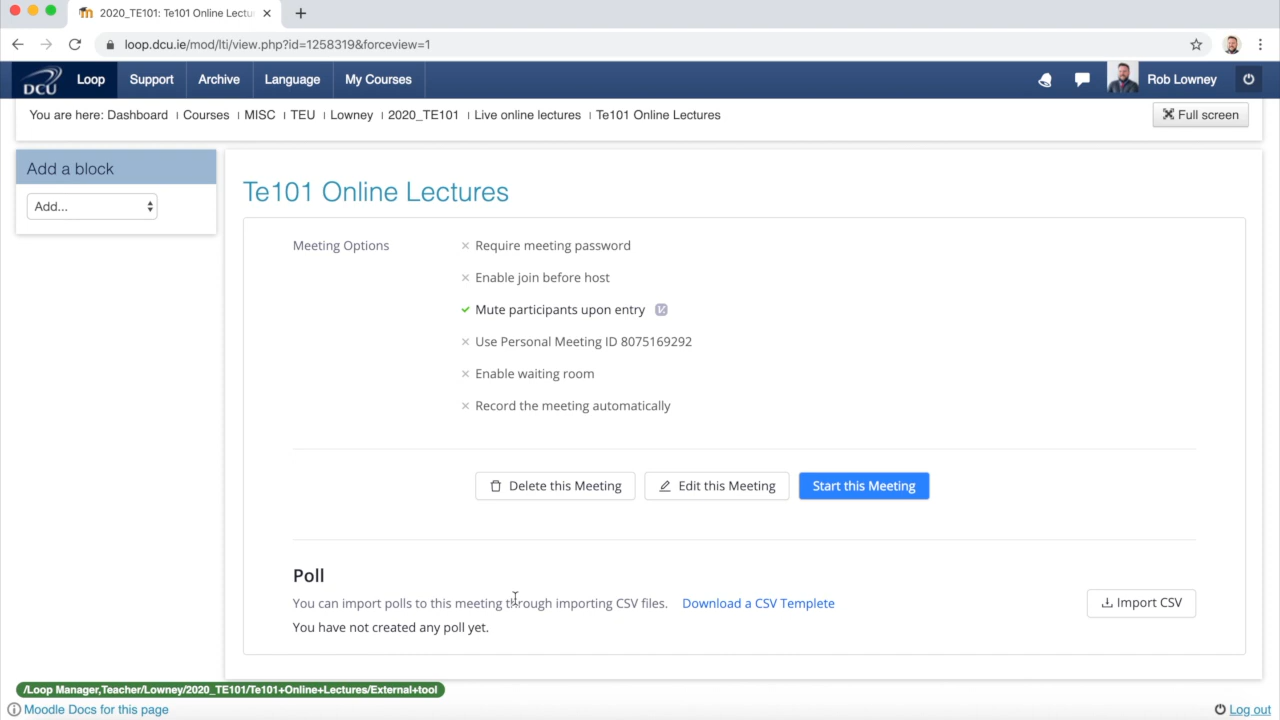 2020_TE101: Te101 Online Lectu
loop.dcu.ie/mod/lti/view.php?id=1258319&forceview=1
DCU Loop Support Archive Language My Courses Rob Lowney
You are here: Dashboard Courses MISC TEU Lowney 2020_TE101 Live online lectures Te101 Online Lectures Full screen
Add a block
Add...
Te101 Online Lectures
Meeting Options
Require meeting password
Enable join before host
Mute participants upon entry
Use Personal Meeting ID 8075169292
Enable waiting room
Record the meeting automatically
Delete this Meeting Edit this Meeting Start this Meeting
Poll
You can import polls to this meeting through importing CSV files. Download a CSV Templete
Import CSV
You have not created any poll yet.
/Loop Manager,Teacher/Lowney/2020_TE101/Te101+Online+Lectures/External+tool
Moodle Docs for this page Log out